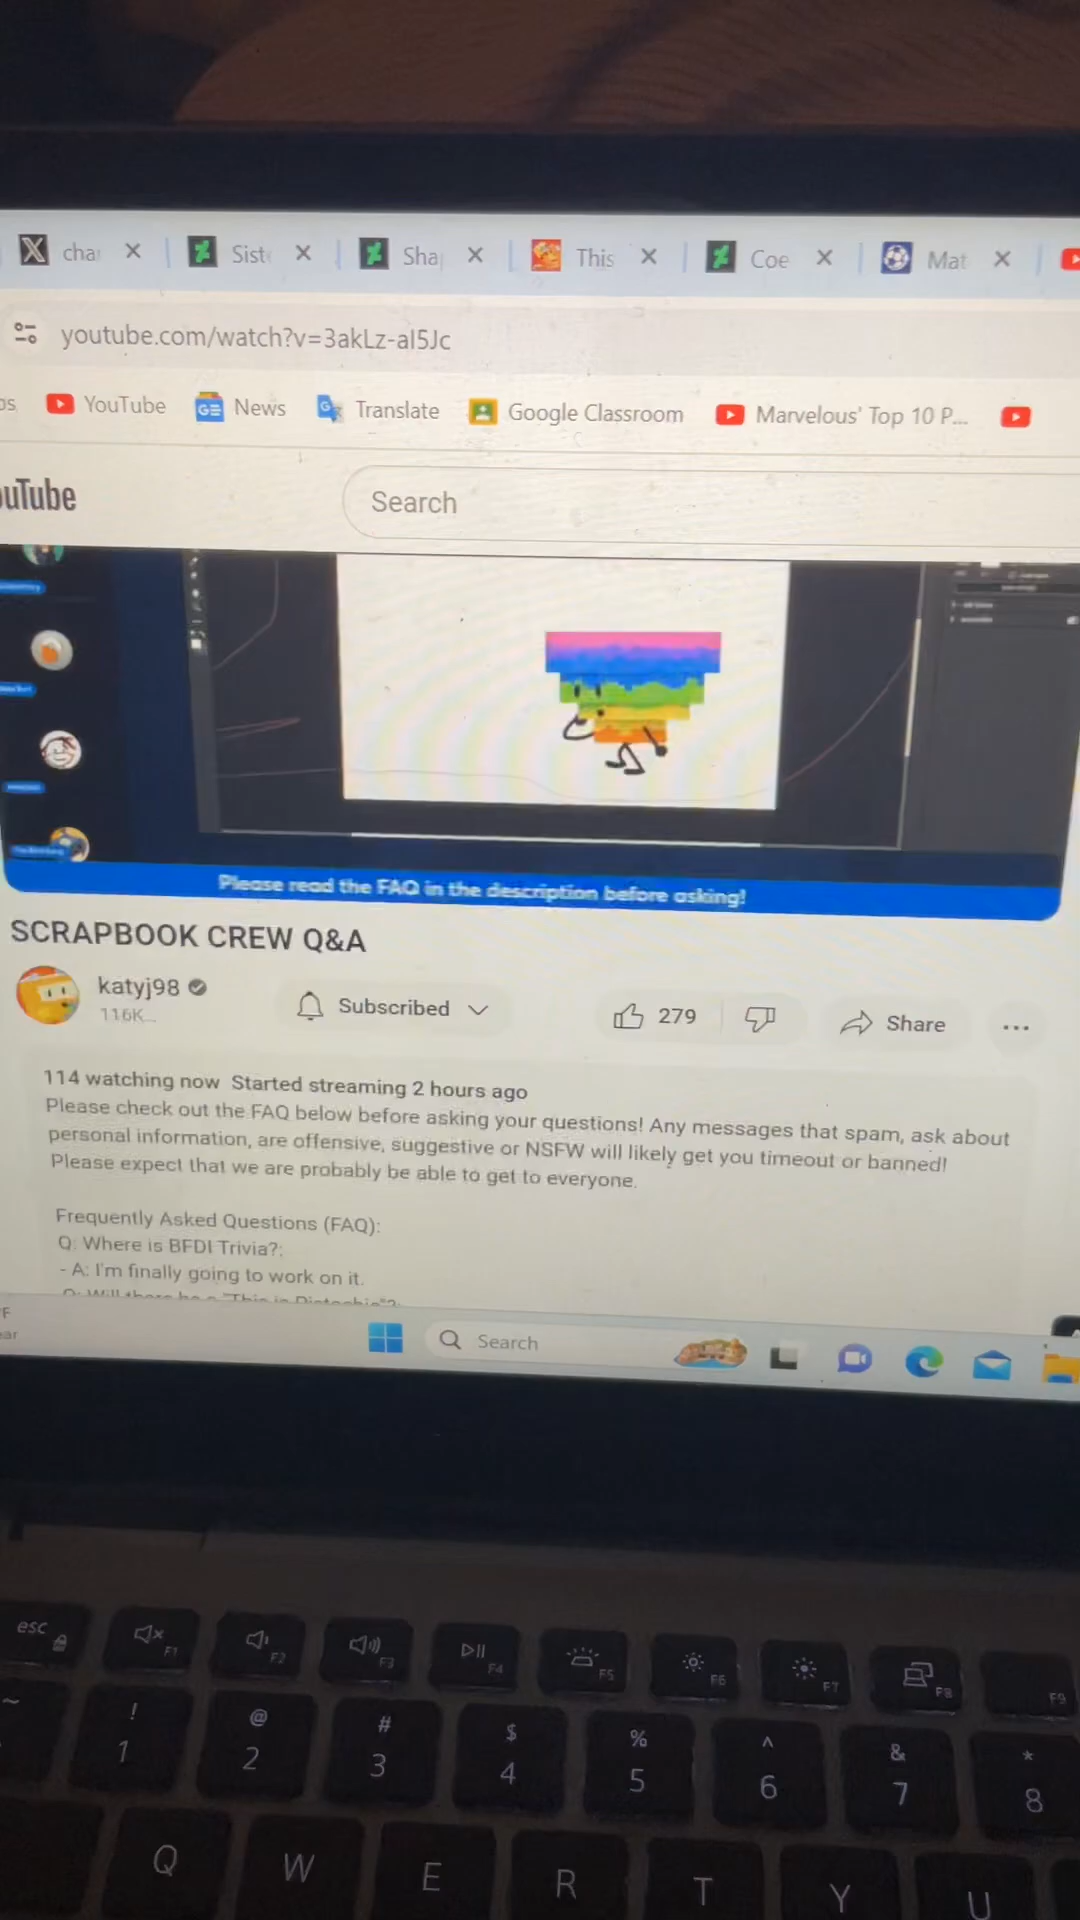 cha
Sist
Sha
This
Coe
Mat
youtube.com/watch?v=3akLz-al5Jc
YouTube
News
Translate
Google Classroom
Marvelous' Top 10 P...
ouTube
Search
Please read the FAQ in the description before asking!
SCRAPBOOK CREW Q&A
katyj98
116K...
Subscribed
279
Share
114 watching now Started streaming 2 hours ago
Please check out the FAQ below before asking your questions! Any messages that spam, ask about
personal information, are offensive, suggestive or NSFW will likely get you timeout or banned!
Please expect that we are probably be able to get to everyone.
Frequently Asked Questions (FAQ):
Q: Where is BFDI Trivia?:
- A: I'm finally going to work on it.
Q: Will there be a "This is
Search
esc
F1
F2
F3
F4
F5
F6
F7
F8
F9
~ ! @ # $ % ^ & *
1 2 3 4 5 6 7 8
Q W E R T Y U